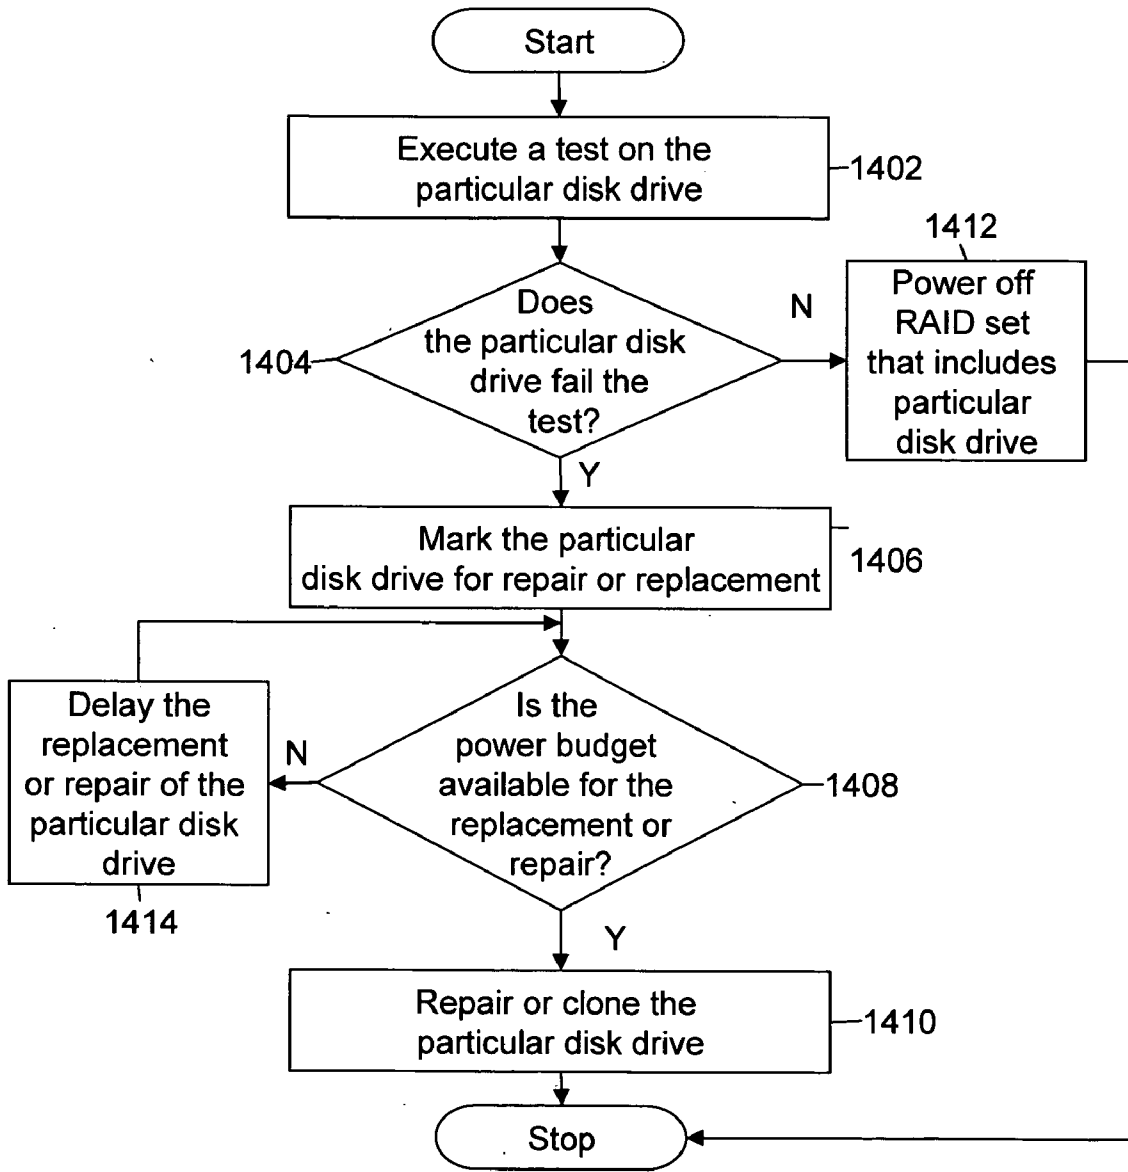 Start
Execute a test on the
particular disk drive
1402
1412
Does
the particular disk
drive fail the
test?
1404
N
Power off
RAID set
that includes
particular
disk drive
Y
Mark the particular
disk drive for repair or replacement
1406
Delay the
replacement
or repair of the
particular disk
drive
1414
N
Is the
power budget
available for the
replacement or
repair?
1408
Y
Repair or clone the
particular disk drive
1410
Stop